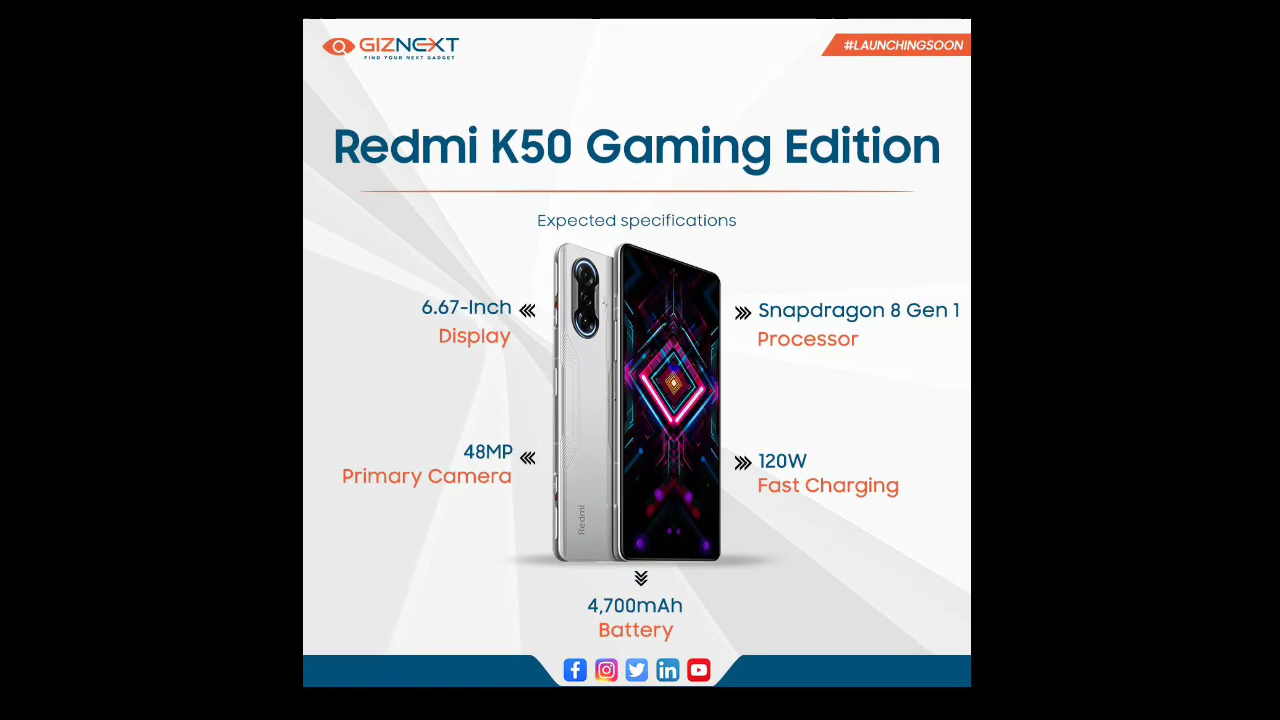 GIZNEXT
FIND YOUR NEXT GADGET
#LAUNCHINGSOON
Redmi K50 Gaming Edition
Expected specifications
6.67-Inch
Display
Snapdragon 8 Gen 1
Processor
48MP
Primary Camera
120W
Fast Charging
Redmi
4,700mAh
Battery